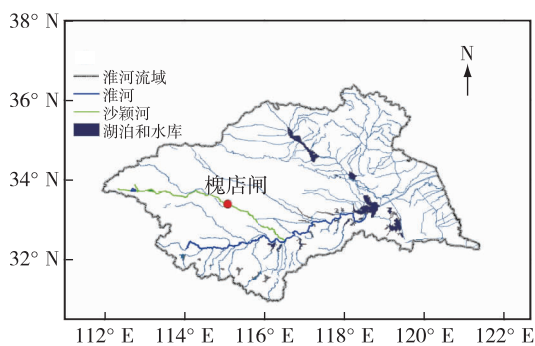 38° N
36° N
34° N
32° N
N
淮河流域
淮河
沙颍河
湖泊和水库
槐店闸
112° E
114° E
116° E
118° E
120° E
122° E